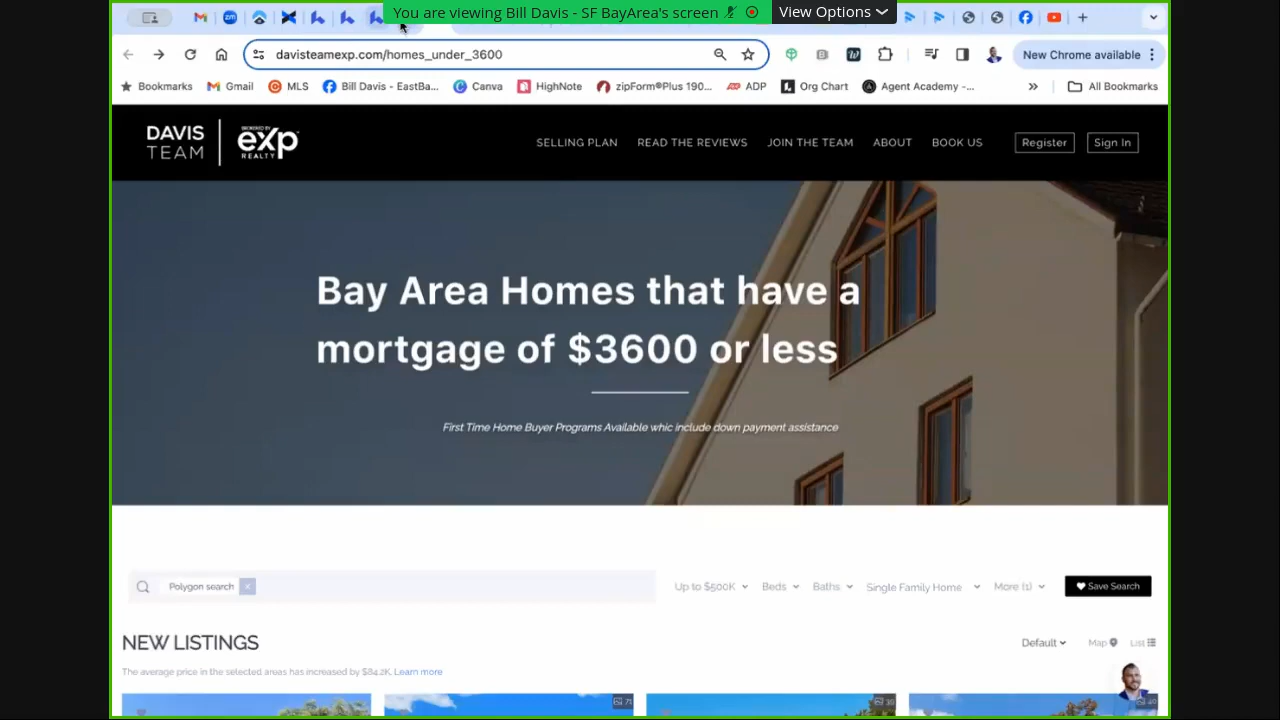 You are viewing Bill Davis - SF BayArea's screen
View Options
davisteamexp.com/homes_under_3600
New Chrome available
Bookmarks
Gmail
MLS
Bill Davis - EastBa...
Canva
HighNote
zipForm®Plus 190...
ADP
Org Chart
Agent Academy -...
All Bookmarks
DAVIS
TEAM
BROKERED BY
exp
REALTY
SELLING PLAN
READ THE REVIEWS
JOIN THE TEAM
ABOUT
BOOK US
Register
Sign In
Bay Area Homes that have a
mortgage of $3600 or less
First Time Home Buyer Programs Available whic include down payment assistance
Polygon search
Up to $500K
Beds
Baths
Single Family Home
More (1)
Save Search
NEW LISTINGS
Default
Map
List
The average price in the selected areas has increased by $84.2K. Learn more
71